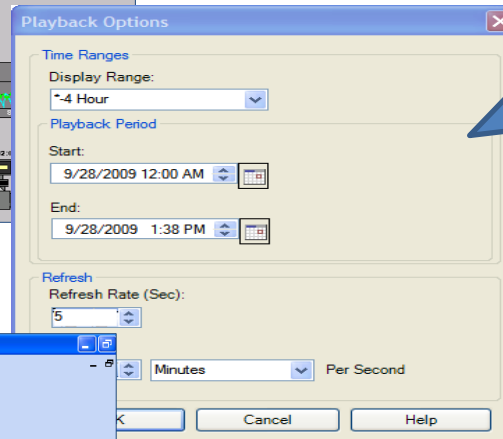 Playback Options
Time Ranges
Display Range:
*-4 Hour
Playback Period
Start:
9/28/2009 12:00 AM
End:
9/28/2009 1:38 PM
Refresh
Refresh Rate (Sec):
5
Minutes Per Second
K Cancel Help